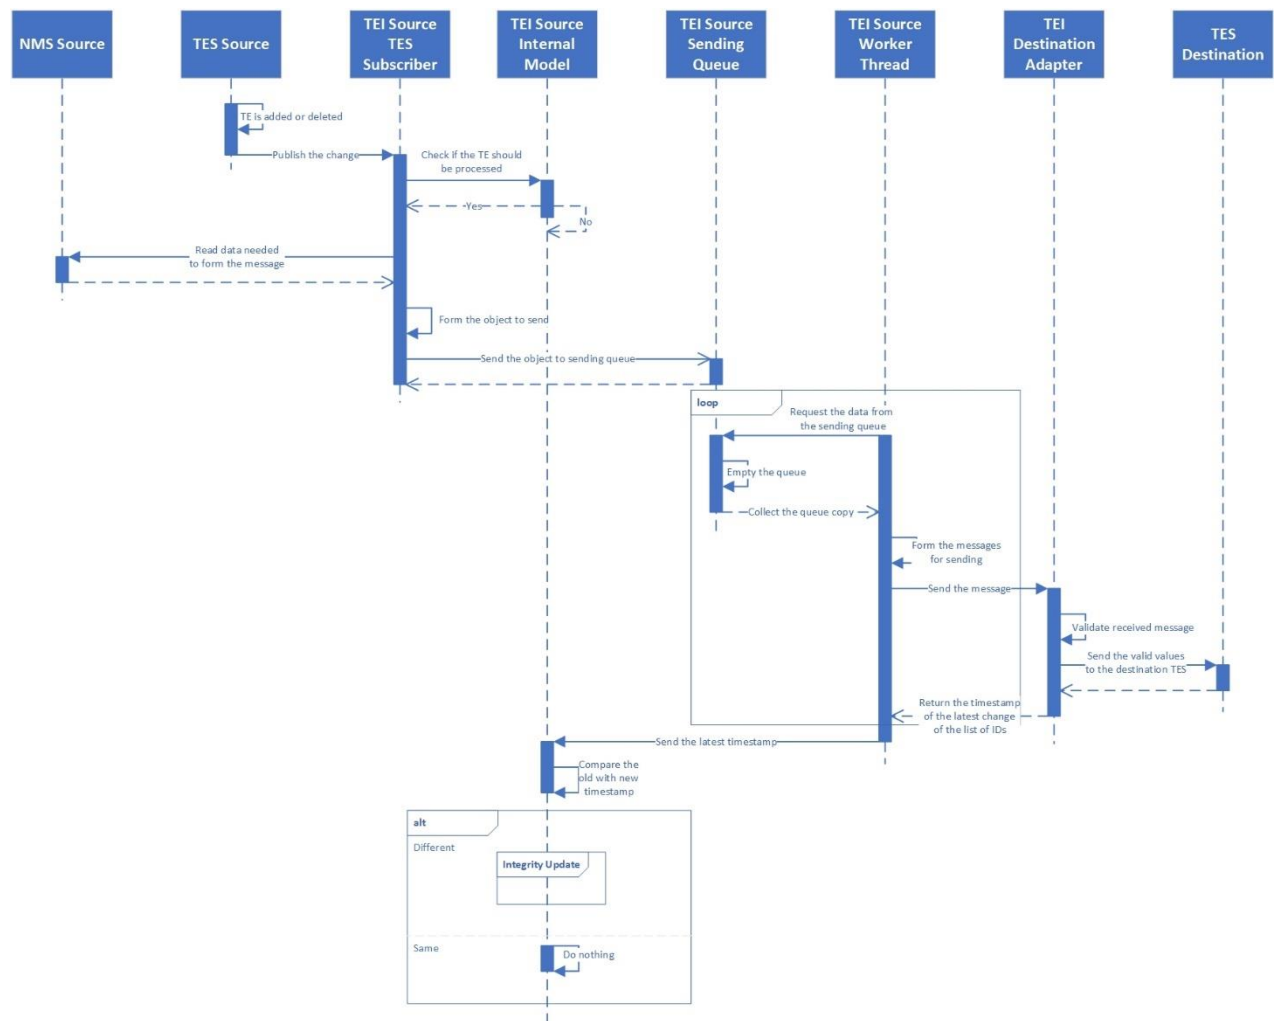 NMS Source
TES Source
TEI Source
TES
Subscriber
TEI Source
Internal
Model
TEI Source
Sending
Queue
TEI Source
Worker
Thread
TEI
Destination
Adapter
TES
Destination
TE is added or deleted
Publish the change
Check if the TE should
be processed
Yes
No
Read data needed
to form the message
Form the object to send
Send the object to sending queue
loop
Request the data from
the sending queue
Empty the queue
Collect the queue copy
Form the messages
for sending
Send the message
Validate received message
Send the valid values
to the destination TES
Return the timestamp
of the latest change
of the list of IDs
Send the latest timestamp
Compare the
old with new
timestamp
alt
Different
Integrity Update
Same
Do nothing